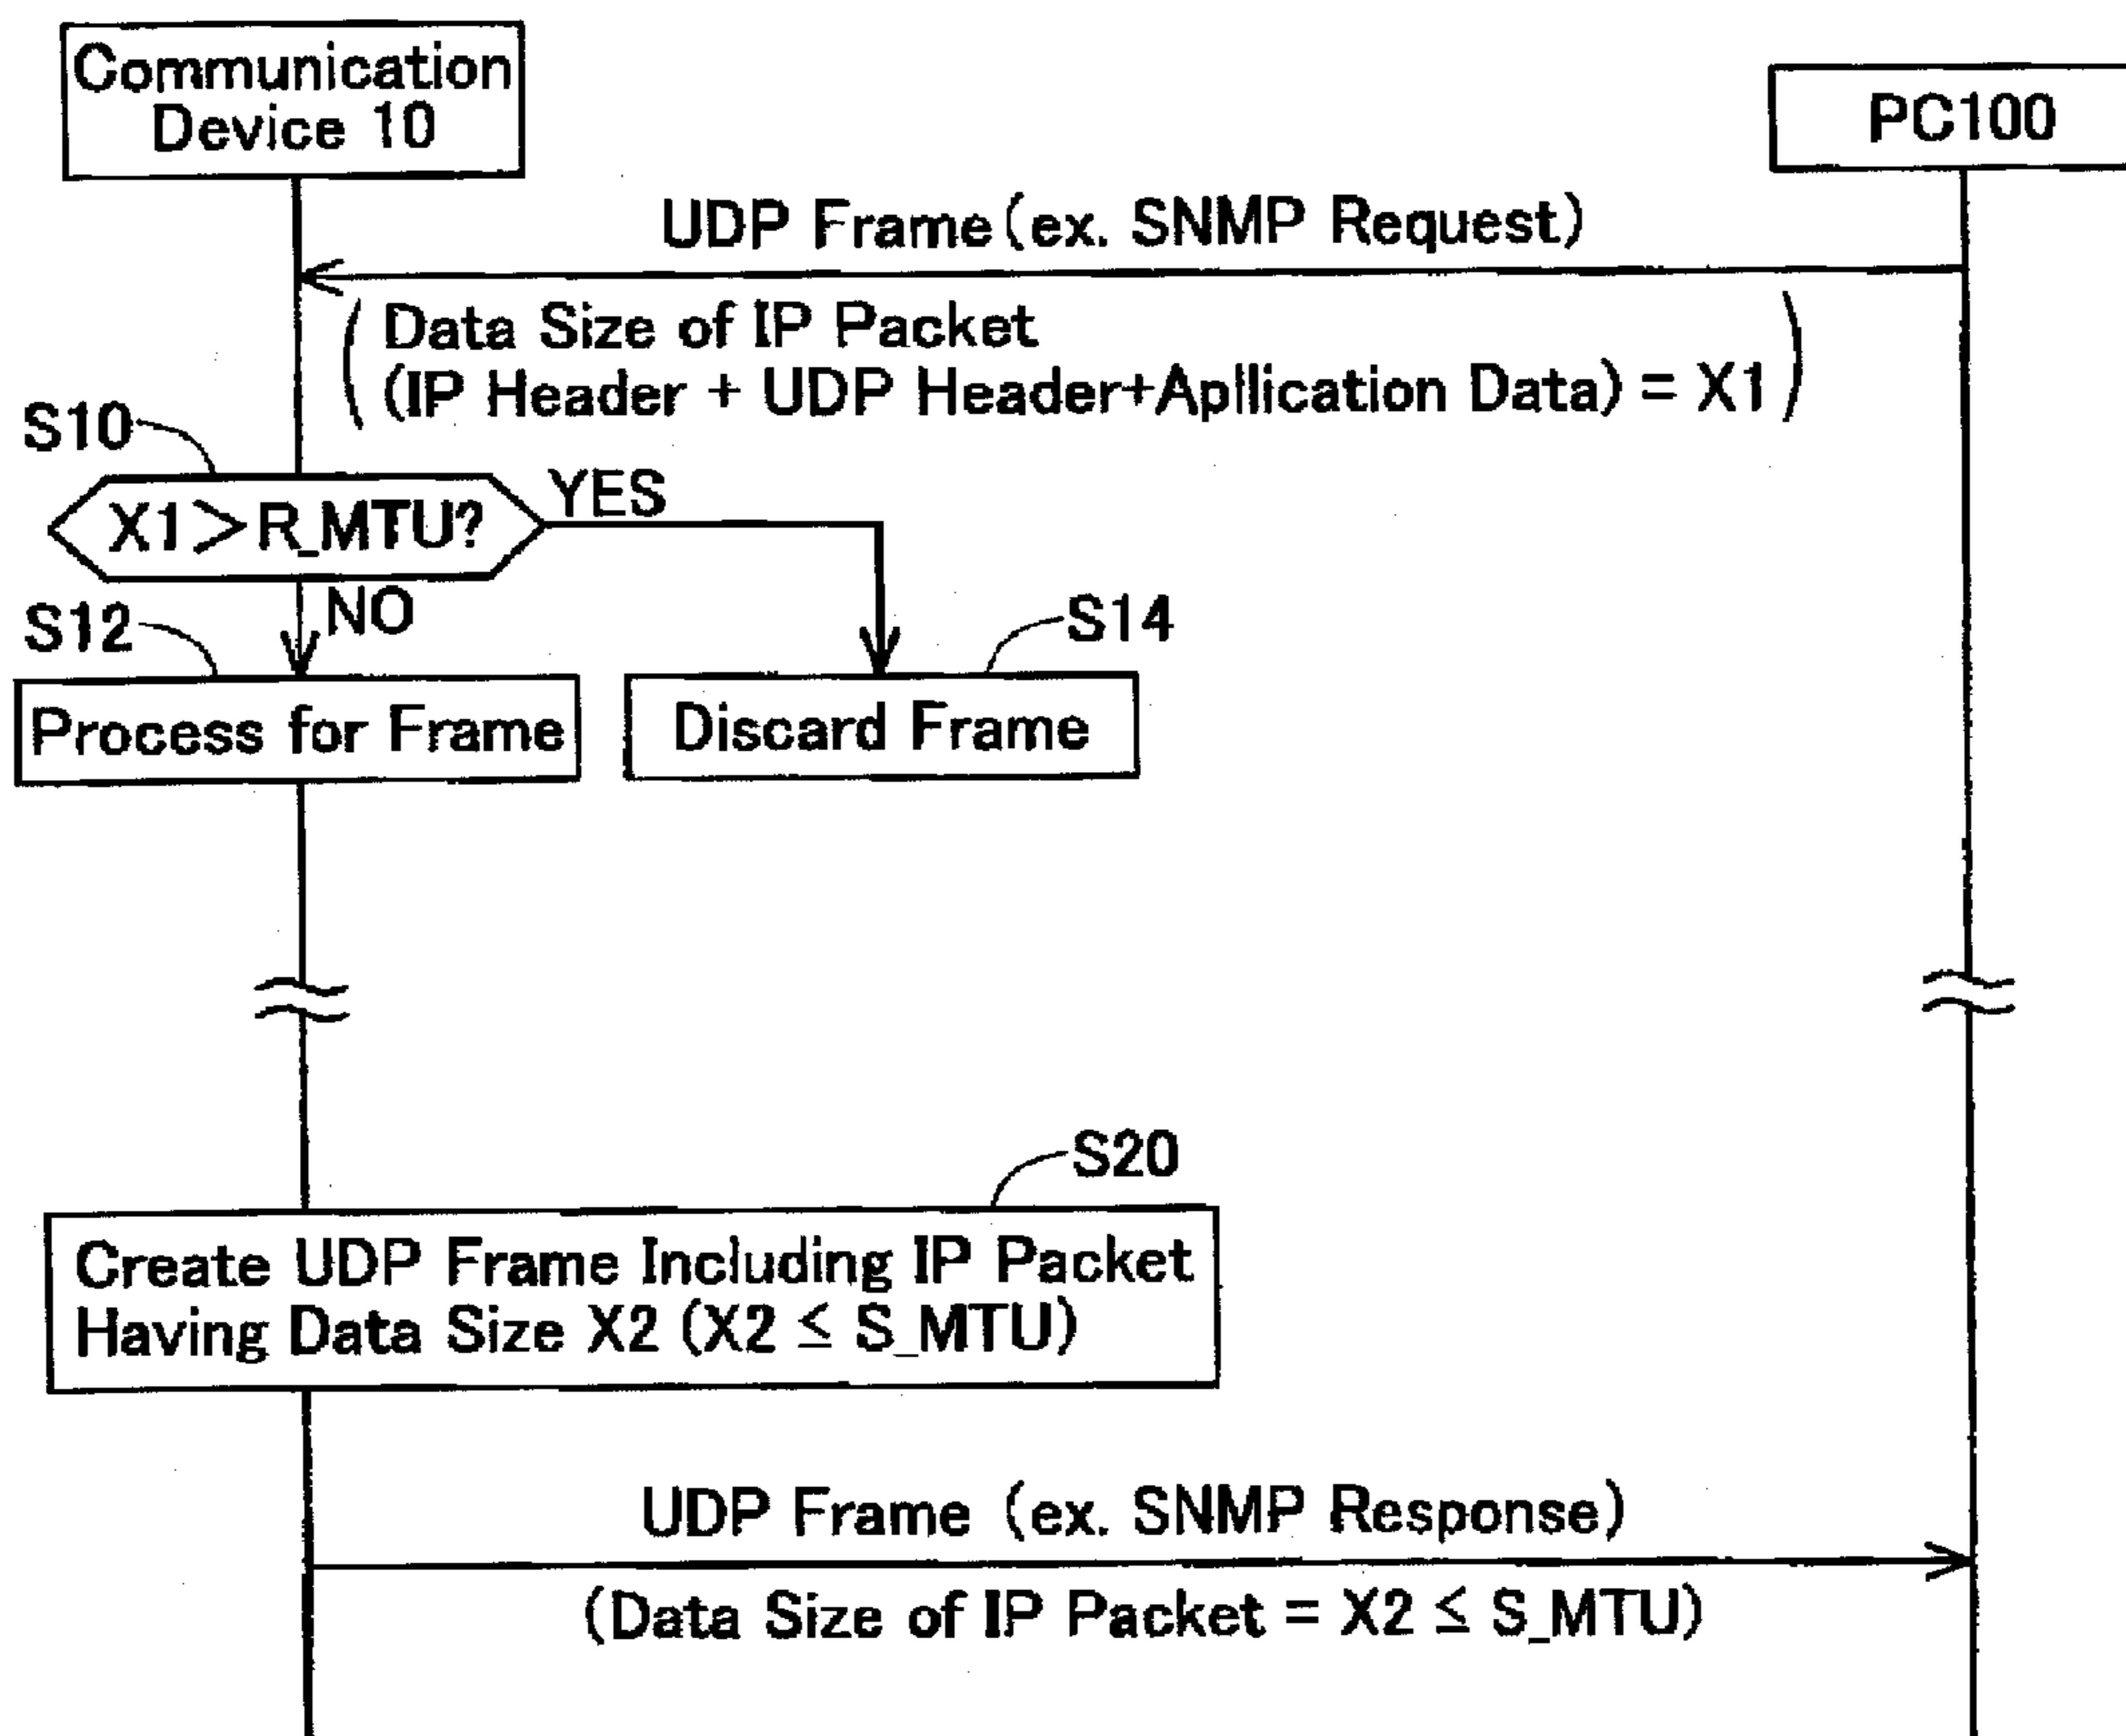 Communication
Device 10
PC100
UDP Frame(ex. SNMP Request)
Data Size of IP Packet
(IP Header + UDP Header+Apllication Data) = X1
S10
X1>R_MTU?
YES
NO
S12
S14
Process for Frame
Discard Frame
S20
Create UDP Frame Including IP Packet
Having Data Size X2 (X2 ≤ S_MTU)
UDP Frame (ex. SNMP Response)
(Data Size of IP Packet = X2 ≤ S_MTU)